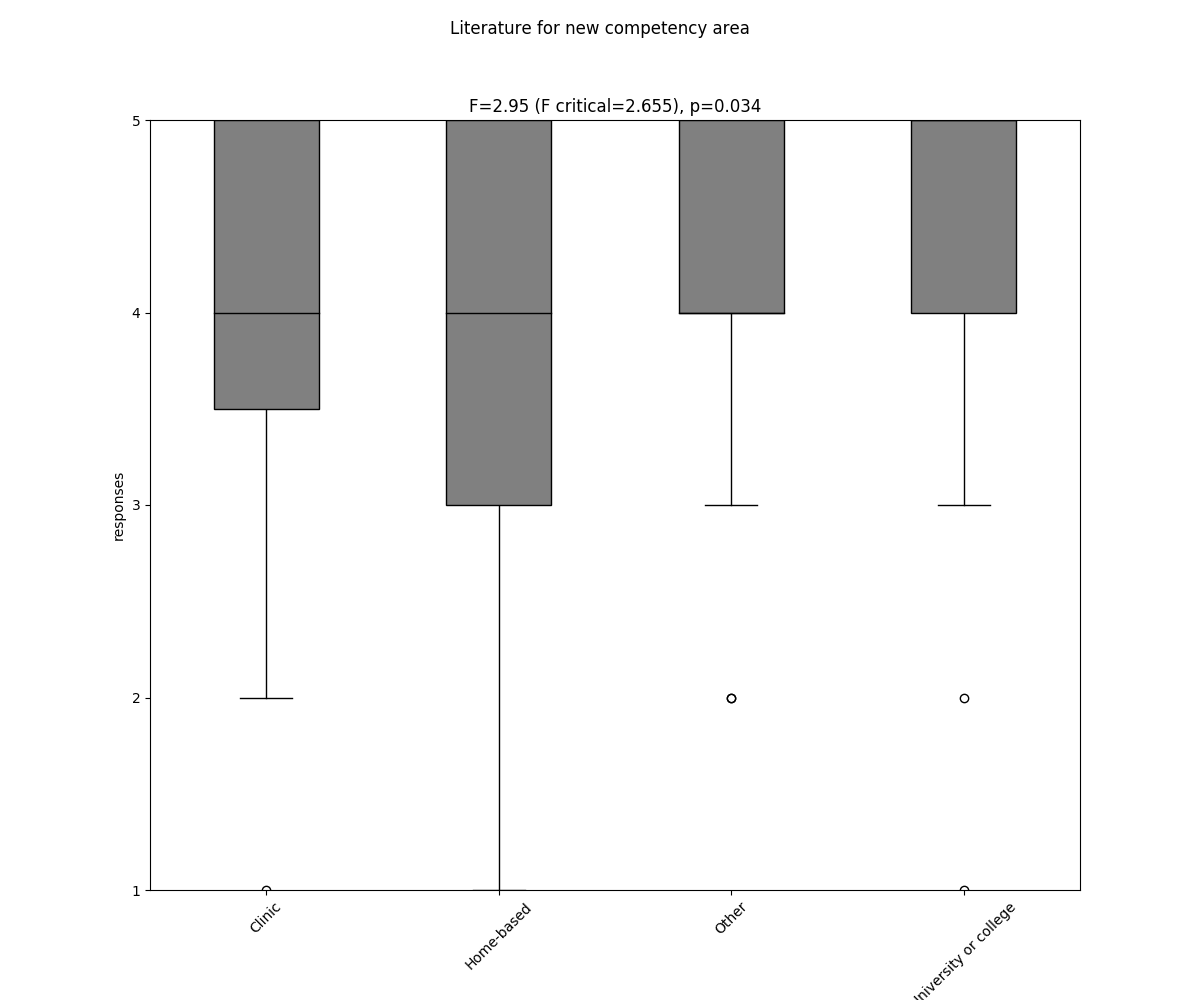 Literature for new competency area
F=2.95 (F critical=2.655), p=0.034
5
4
3
2
1
responses
Clinic
Home-based
Other
or college